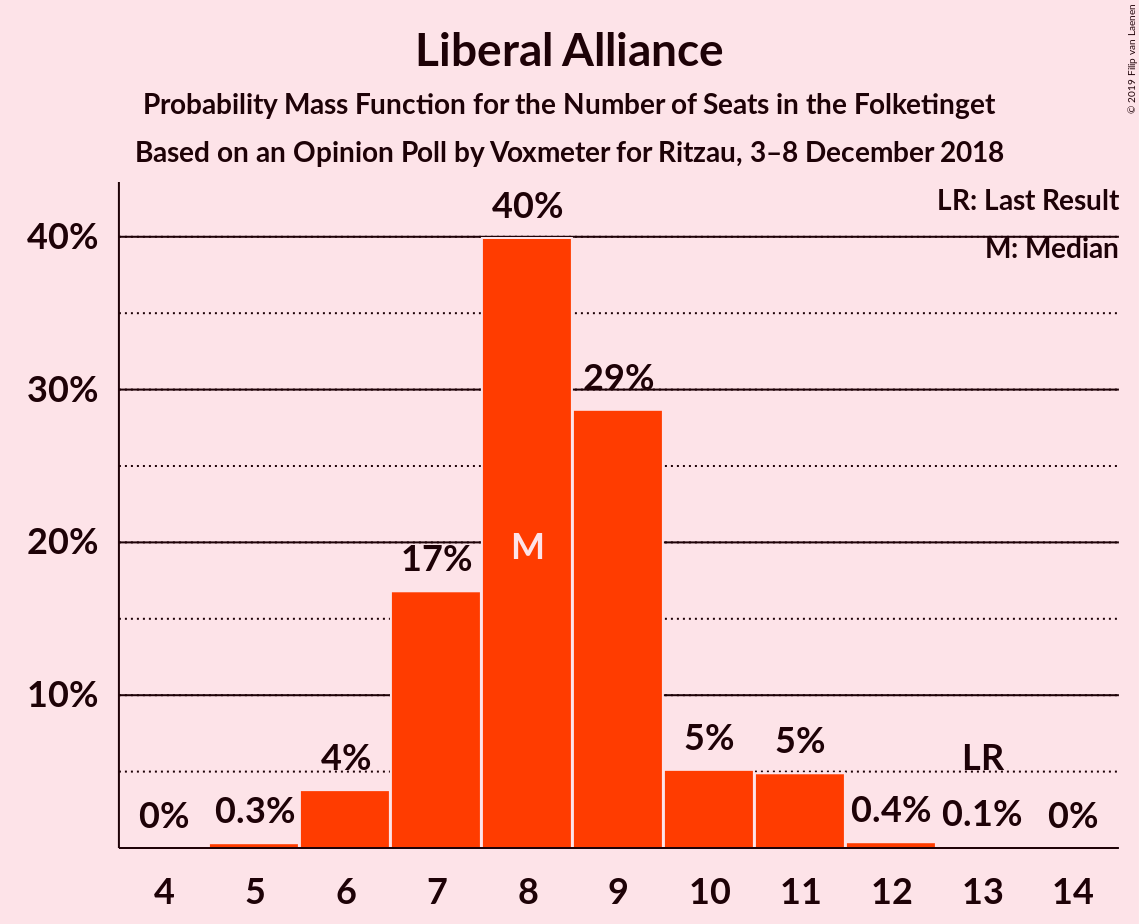 Liberal Alliance
Probability Mass Function for the Number of Seats in the Folketinget
Based on an Opinion Poll by Voxmeter for Ritzau, 3–8 December 2018
© 2019 Filip van Laenen
LR: Last Result
M: Median
40%
30%
20%
10%
0%
0.3%
4%
17%
40%
M
29%
5%
5%
0.4%
LR
0.1%
0%
4 5 6 7 8 9 10 11 12 13 14